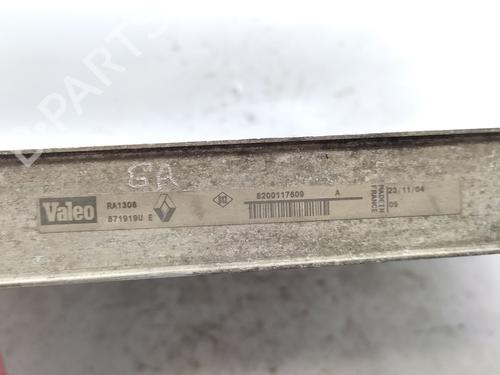 GA
Valeo
RA1306
871919U E
8200117609 A
MADE IN
FRANCE
23/11/04
09
B-PARTS